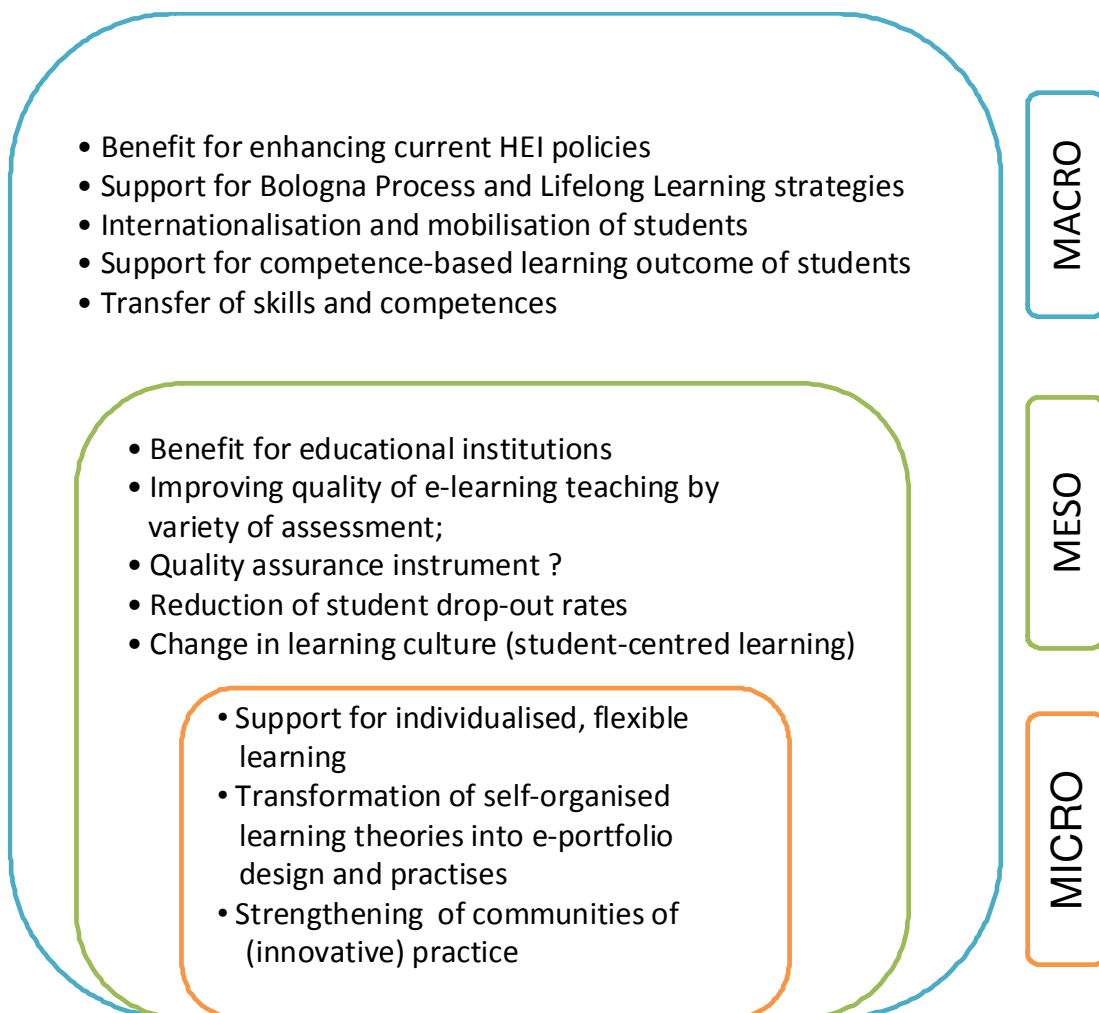 • Benefit for enhancing current HEI policies
• Support for Bologna Process and Lifelong Learning strategies
• Internationalisation and mobilisation of students
• Support for competence-based learning outcome of students
• Transfer of skills and competences
MACRO
• Benefit for educational institutions
• Improving quality of e-learning teaching by
variety of assessment;
• Quality assurance instrument ?
• Reduction of student drop-out rates
• Change in learning culture (student-centred learning)
MESO
• Support for individualised, flexible
learning
• Transformation of self-organised
learning theories into e-portfolio
design and practises
• Strengthening of communities of
(innovative) practice
MICRO